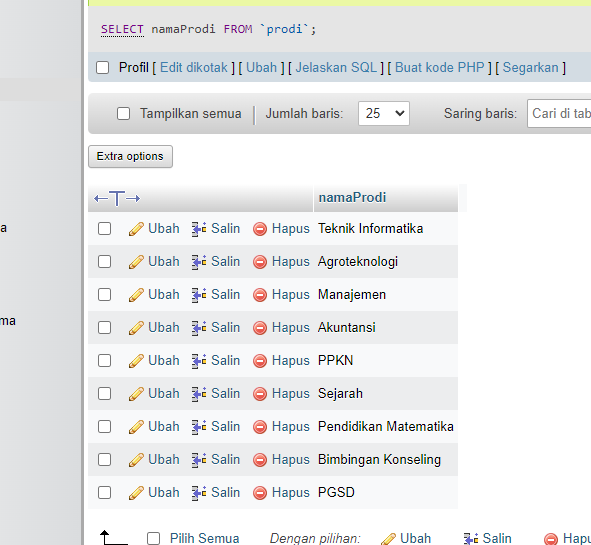 SELECT namaProdi FROM `prodi`;
Profil [ Edit dikotak ] [ Ubah ] [ Jelaskan SQL ] [ Buat kode PHP ] [ Segarkan ]
Tampilkan semua Jumlah baris: 25 Saring baris: Cari di tab
Extra options
namaProdi
a
Ubah Salin Hapus Teknik Informatika
Ubah Salin Hapus Agroteknologi
Ubah Salin Hapus Manajemen
ma
Ubah Salin Hapus Akuntansi
Ubah Salin Hapus PPKN
Ubah Salin Hapus Sejarah
Ubah Salin Hapus Pendidikan Matematika
Ubah Salin Hapus Bimbingan Konseling
Ubah Salin Hapus PGSD
Pilih Semua Dengan pilihan: Ubah Salin Hapu